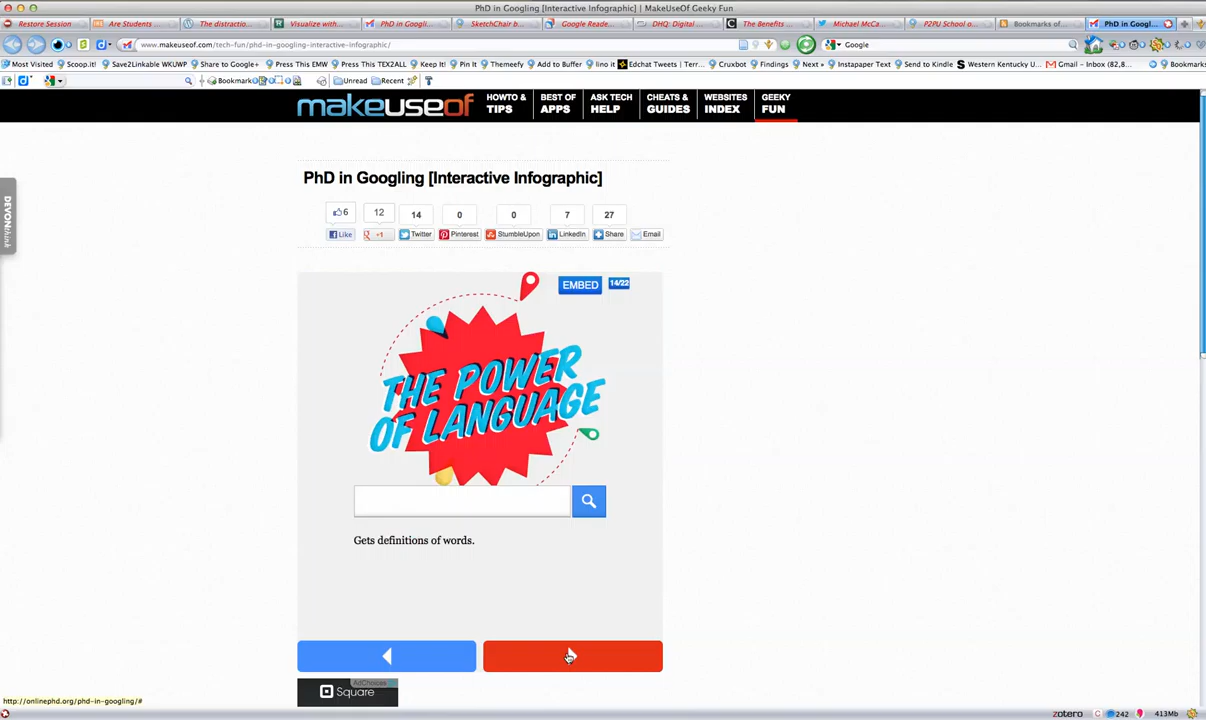 PhD in Googling [Interactive Infographic] | MakeUseOf Geeky Fun
Restore Session
Are Students
The distractio
Visualize with
PhD in Googli
SketchChair b
Google Reade
DHQ: Digital
The Benefits
Michael McCa
P2PU School o
Bookmarks of
PhD in Googl...
www.makeuseof.com/tech-fun/phd-in-googling-interactive-infographic/
Google
Most Visited Scoop.it! Save2Linkable WKUWP Share to Google+ Press This EMW Press This TEX2ALL Keep It! Pin It Themeefy Add to Buffer lino it Edchat Tweets | Terr... Cruxbot Findings Next » Instapaper Text Send to Kindle Western Kentucky U... Gmail - Inbox (82,8... Bookmarks
Bookmark Unread Recent
makeuseof
HOWTO & TIPS
BEST OF APPS
ASK TECH HELP
CHEATS & GUIDES
WEBSITES INDEX
GEEKY FUN
DEVONthink
PhD in Googling [Interactive Infographic]
6 12 14 0 0 7 27
Like +1 Twitter Pinterest StumbleUpon LinkedIn Share Email
EMBED 14/22
THE POWER
OF LANGUAGE
Gets definitions of words.
AdChoices
Square
http://onlinephd.org/phd-in-googling/#
zotero 242 413Mb